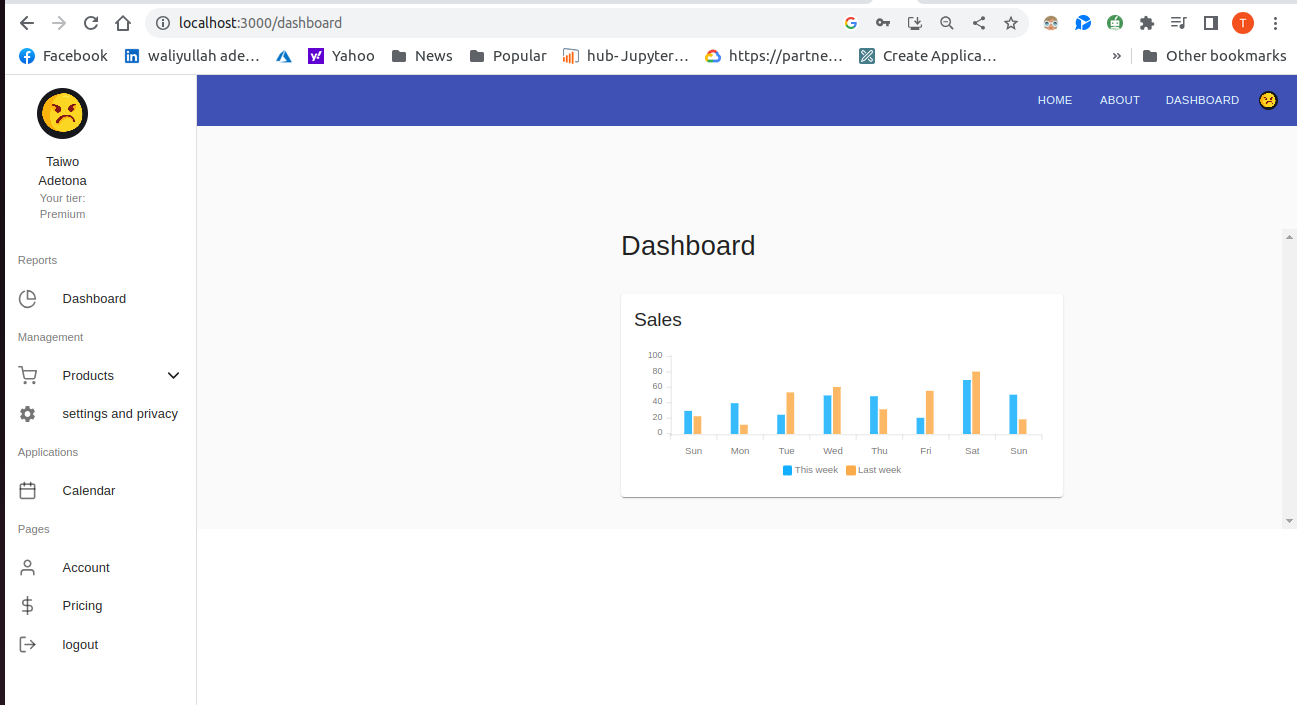 localhost:3000/dashboard
T
Facebook
waliyullah ade...
Yahoo
News
Popular
hub-Jupyter...
https://partne...
Create Applica...
»
Other bookmarks
HOME
ABOUT
DASHBOARD
Taiwo
Adetona
Your tier:
Premium
Reports
Dashboard
Management
Products
settings and privacy
Applications
Calendar
Pages
Account
Pricing
logout
Dashboard
Sales
100
80
60
40
20
0
Sun Mon Tue Wed Thu Fri Sat Sun
This week Last week